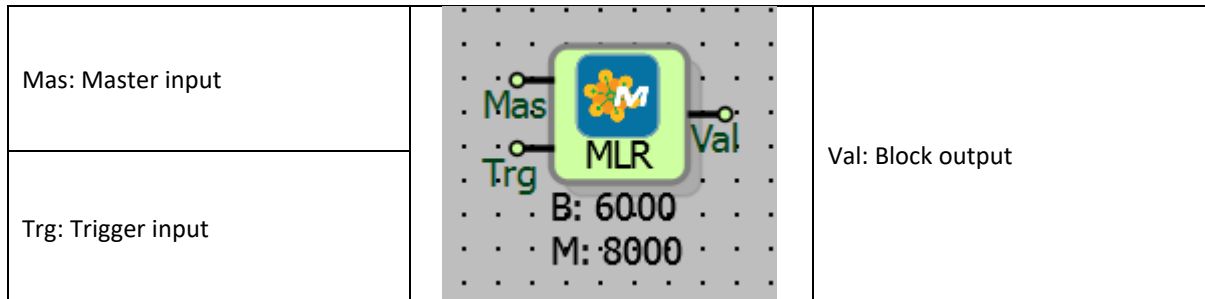 Mas: Master input
Trg: Trigger input
Mas
Trg
M
MLR
Val
B: 6000
M: 8000
Val: Block output